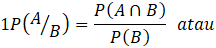 1P(A/B) = P(A ∩ B)/P(B) atau